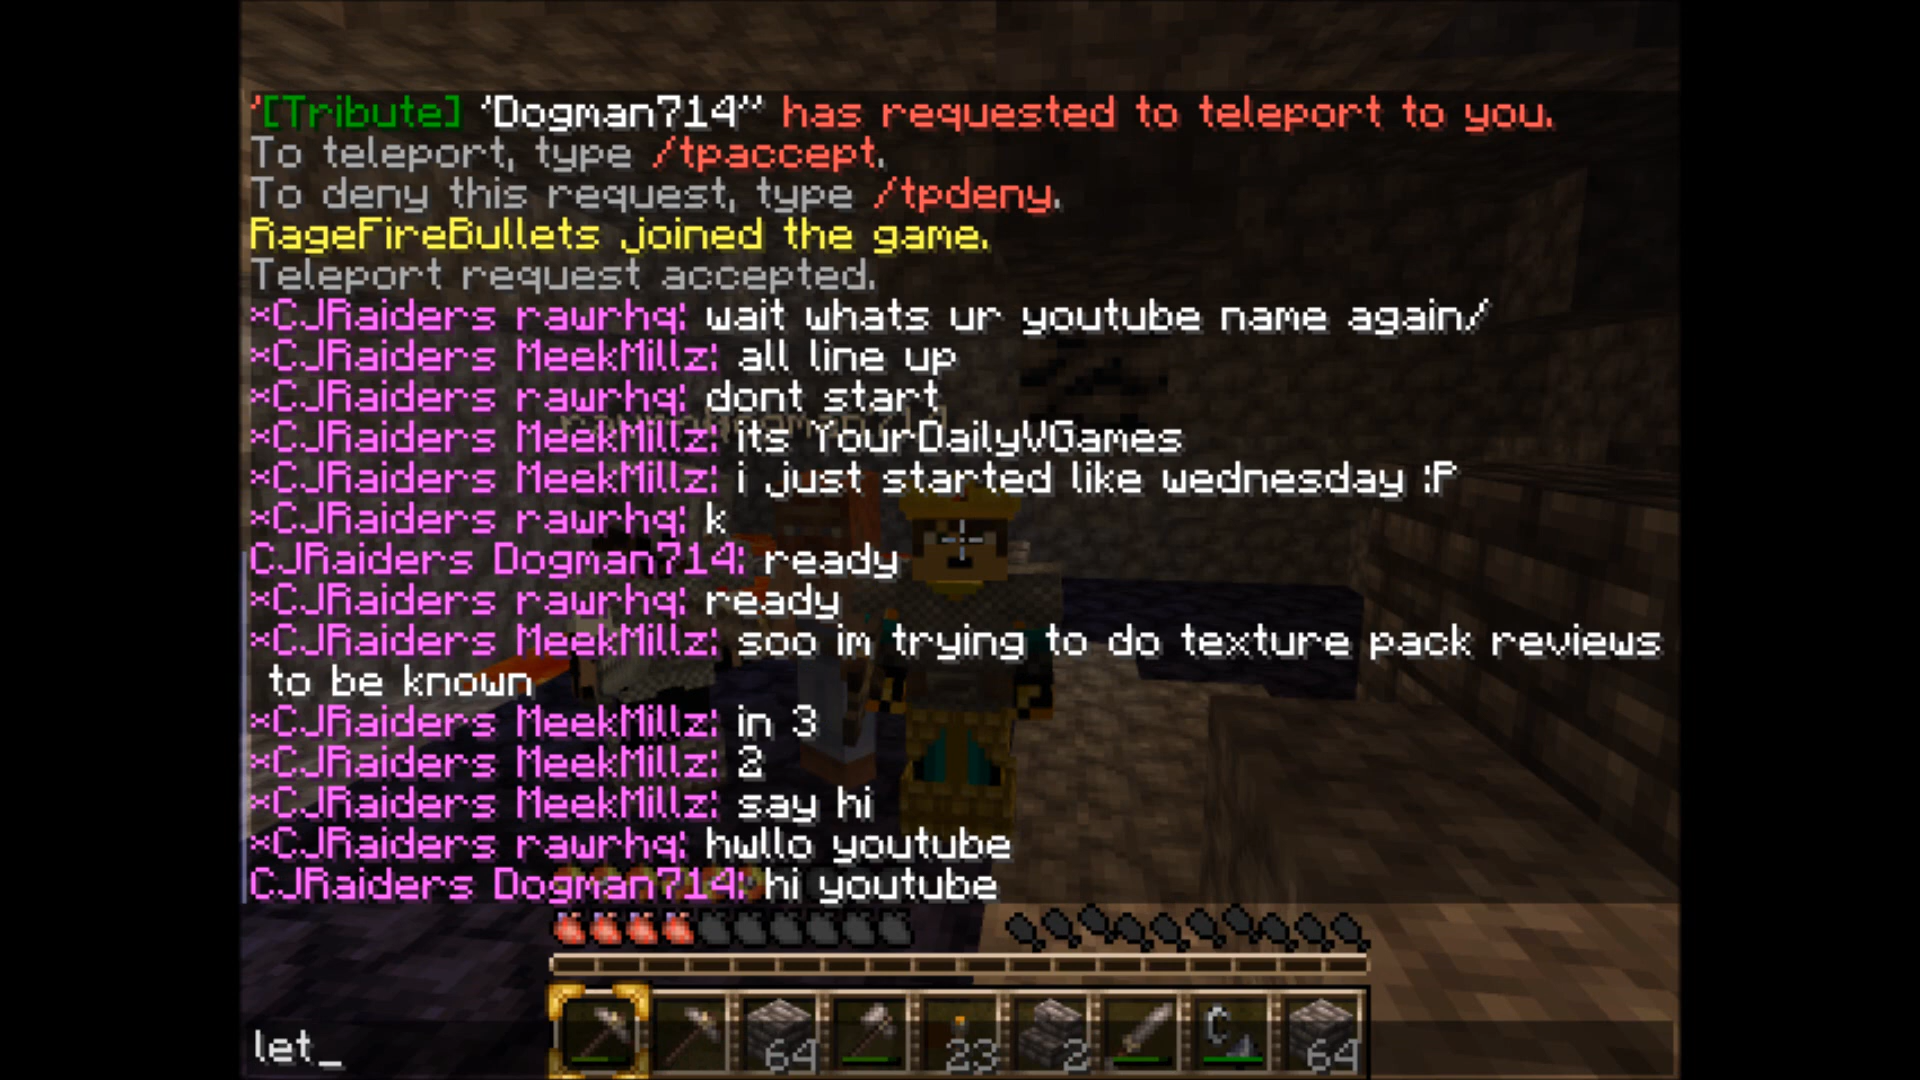 '[Tribute] 'Dogman714'' has requested to teleport to you.
To teleport, type /tpaccept.
To deny this request, type /tpdeny.
RageFireBullets joined the game.
Teleport request accepted.
×CJRaiders rawrhq: wait whats ur youtube name again/
×CJRaiders MeekMillz: all line up
×CJRaiders rawrhq: dont start
×CJRaiders MeekMillz: its YourDailyVGames
×CJRaiders MeekMillz: i just started like wednesday :P
×CJRaiders rawrhq: k
CJRaiders Dogman714: ready
×CJRaiders rawrhq: ready
×CJRaiders MeekMillz: soo im trying to do texture pack reviews
to be known
×CJRaiders MeekMillz: in 3
×CJRaiders MeekMillz: 2
×CJRaiders MeekMillz: say hi
×CJRaiders rawrhq: hwllo youtube
CJRaiders Dogman714: hi youtube
let_
64 23 2 64